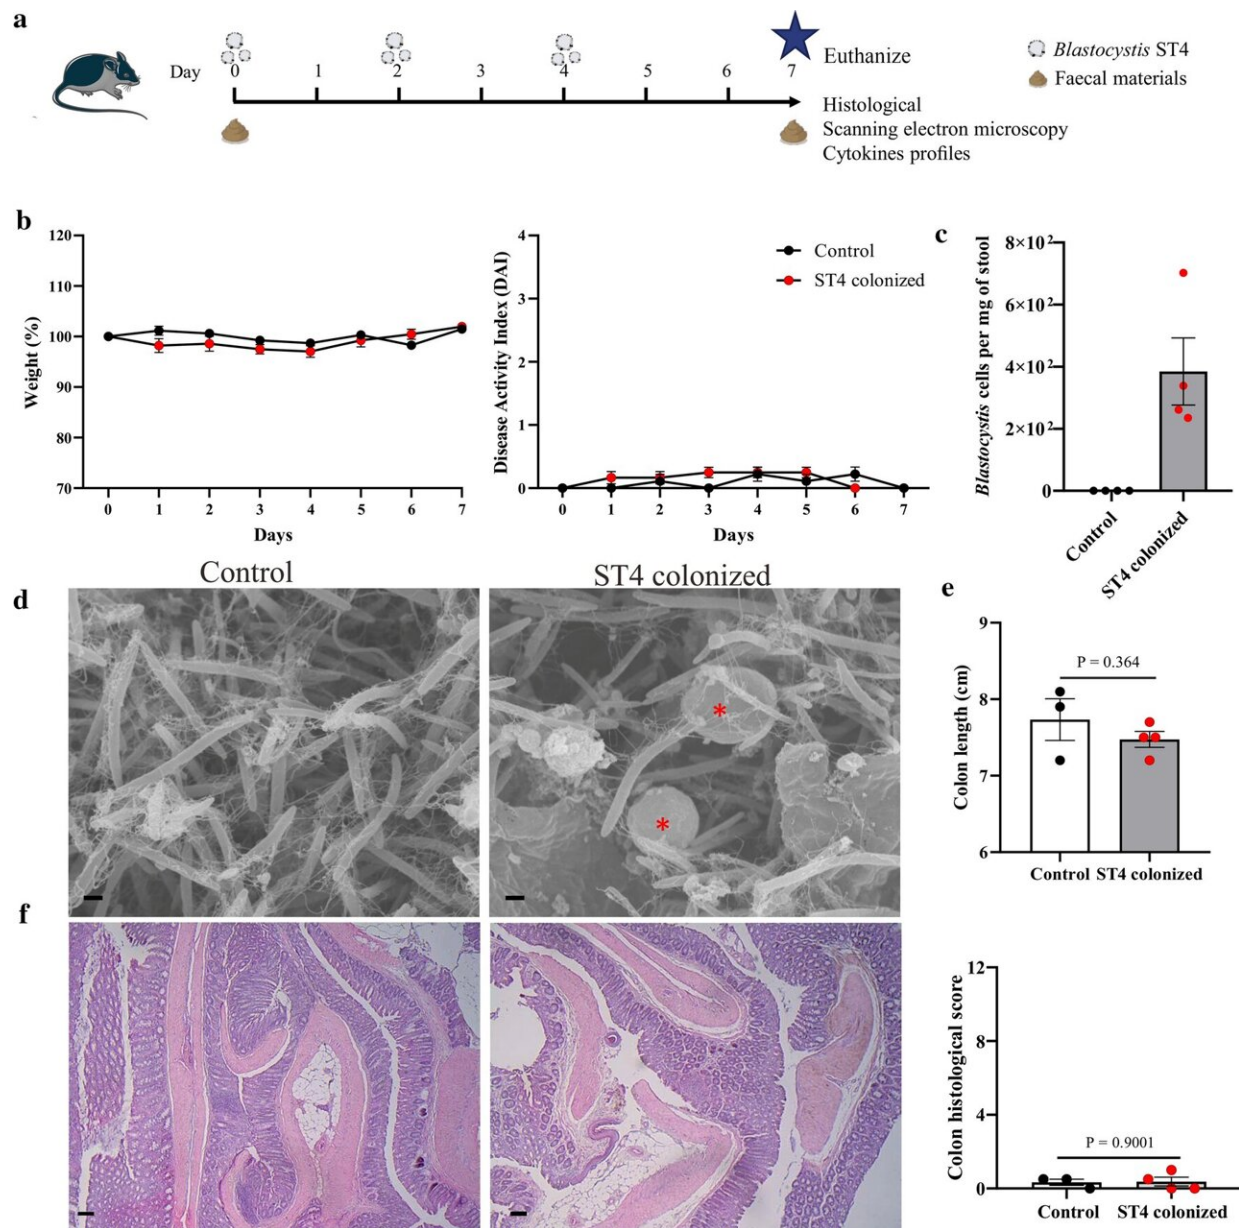 a
Day
0 1 2 3 4 5 6 7
Euthanize
Histological
Scanning electron microscopy
Cytokines profiles
Blastocystis ST4
Faecal materials
b
Weight (%)
120
110
100
90
80
70
0 1 2 3 4 5 6 7
Days
Disease Activity Index (DAI)
4
3
2
1
0
0 1 2 3 4 5 6 7
Days
Control
ST4 colonized
c
Blastocystis cells per mg of stool
8×10²
6×10²
4×10²
2×10²
0
Control
ST4 colonized
d
Control
ST4 colonized
*
*
e
Colon length (cm)
9
8
7
6
P = 0.364
Control ST4 colonized
f
Colon histological score
12
8
4
0
P = 0.9001
Control ST4 colonized